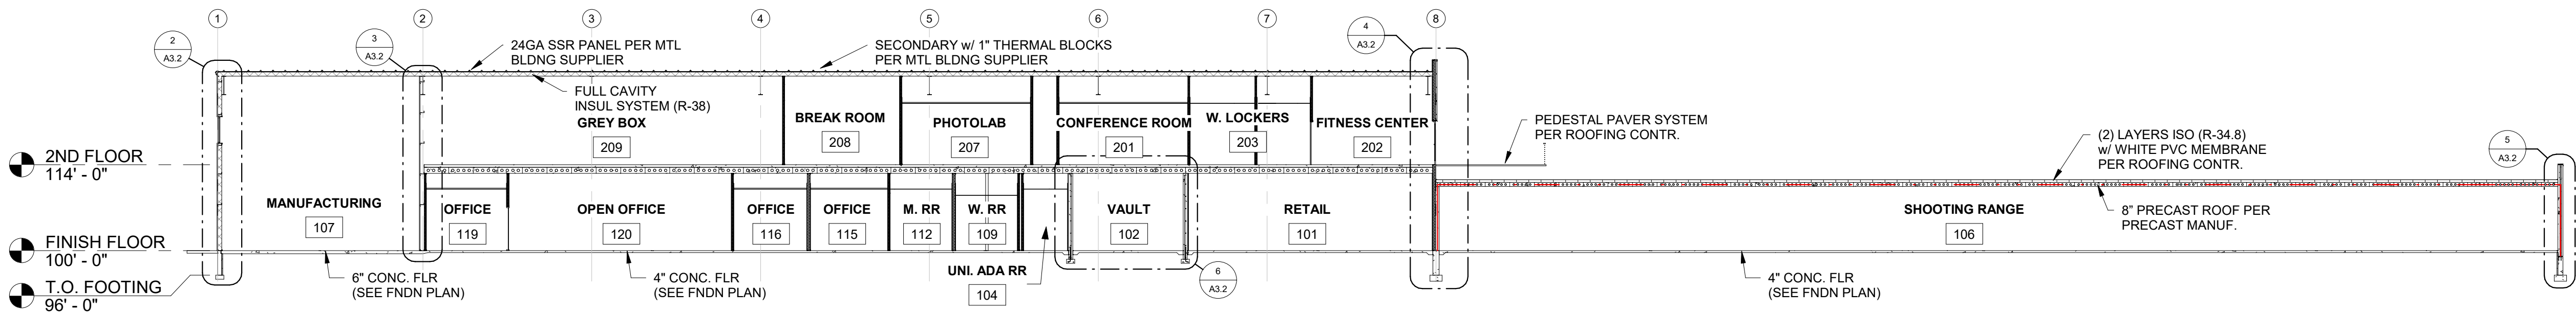 1
2
3
4
5
6
7
8
2
A3.2
3
A3.2
4
A3.2
24GA SSR PANEL PER MTL
BLDNG SUPPLIER
SECONDARY w/ 1" THERMAL BLOCKS
PER MTL BLDNG SUPPLIER
FULL CAVITY
INSUL SYSTEM (R-38)
GREY BOX
209
BREAK ROOM
208
PHOTOLAB
207
CONFERENCE ROOM
201
W. LOCKERS
203
FITNESS CENTER
202
PEDESTAL PAVER SYSTEM
PER ROOFING CONTR.
(2) LAYERS ISO (R-34.8)
w/ WHITE PVC MEMBRANE
PER ROOFING CONTR.
5
A3.2
2ND FLOOR
114' - 0"
MANUFACTURING
107
OFFICE
119
OPEN OFFICE
120
OFFICE
116
OFFICE
115
M. RR
112
W. RR
109
VAULT
102
RETAIL
101
SHOOTING RANGE
106
8" PRECAST ROOF PER
PRECAST MANUF.
FINISH FLOOR
100' - 0"
UNI. ADA RR
104
6
A3.2
6" CONC. FLR
(SEE FNDN PLAN)
4" CONC. FLR
(SEE FNDN PLAN)
4" CONC. FLR
(SEE FNDN PLAN)
T.O. FOOTING
96' - 0"